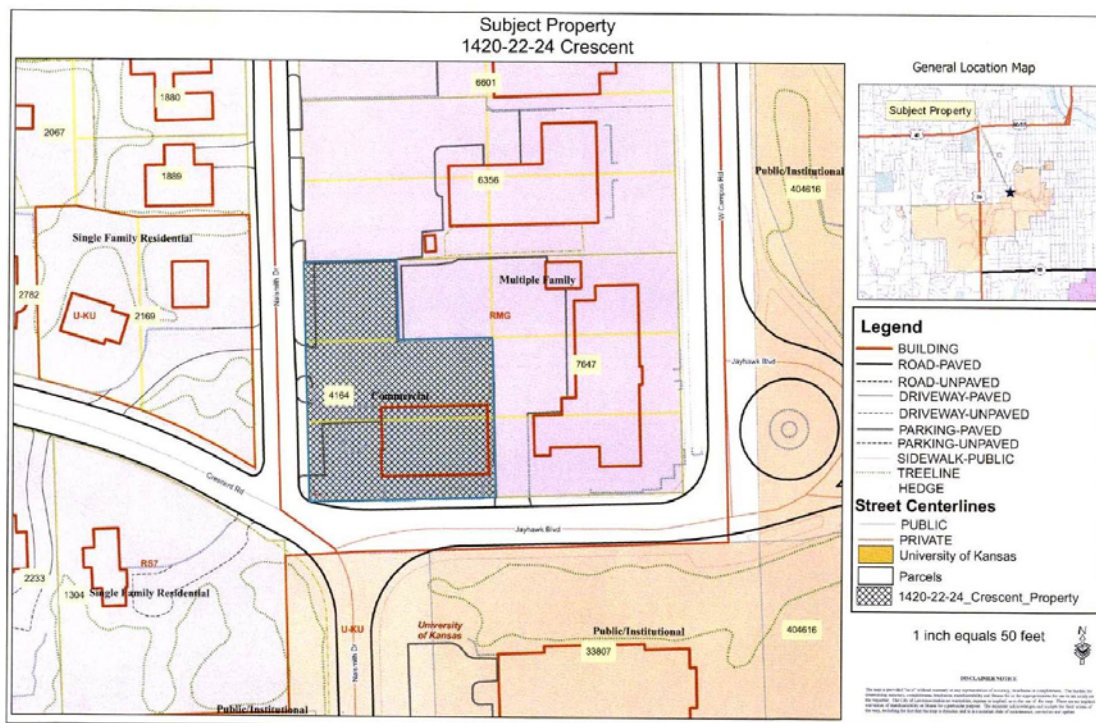 Subject Property
1420-22-24 Crescent
6601
1880
2067
1889
6356
Public/Institutional
404616
W Campus Rd
Single Family Residential
Naismith Dr
2782
U-KU
2169
Multiple Family
RMG
7647
Jayhawk Blvd
4164
Commercial
Crescent Rd
Jayhawk Blvd
2233
1304
RS7
Single Family Residential
U-KU
Naismith Dr
University
of Kansas
Public/Institutional
404616
33807
Public/Institutional
General Location Map
Subject Property
Legend
BUILDING
ROAD-PAVED
ROAD-UNPAVED
DRIVEWAY-PAVED
DRIVEWAY-UNPAVED
PARKING-PAVED
PARKING-UNPAVED
SIDEWALK-PUBLIC
TREELINE
HEDGE
Street Centerlines
PUBLIC
PRIVATE
University of Kansas
Parcels
1420-22-24_Crescent_Property
1 inch equals 50 feet
N
DISCLAIMER NOTICE